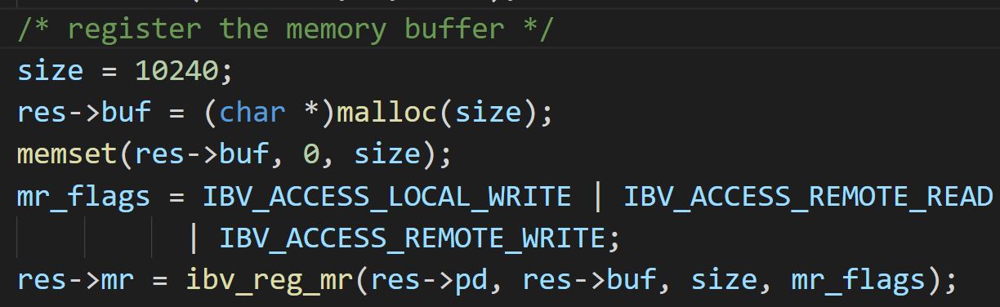 /* register the memory buffer */
size = 10240;
res->buf = (char *)malloc(size);
memset(res->buf, 0, size);
mr_flags = IBV_ACCESS_LOCAL_WRITE | IBV_ACCESS_REMOTE_READ
| IBV_ACCESS_REMOTE_WRITE;
res->mr = ibv_reg_mr(res->pd, res->buf, size, mr_flags);